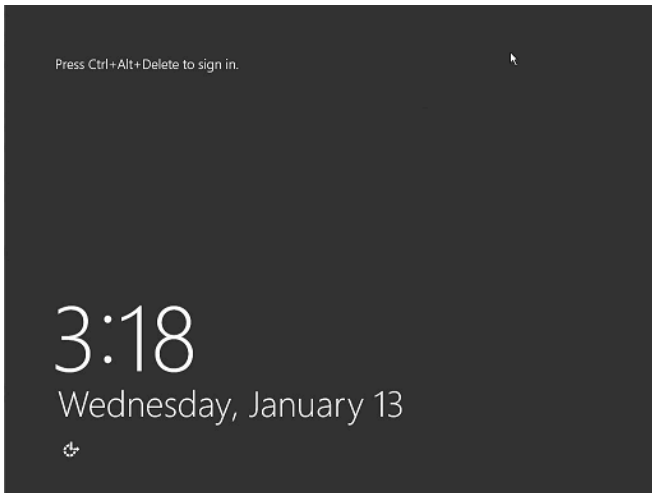 Press Ctrl+Alt+Delete to sign in.
3:18
Wednesday, January 13